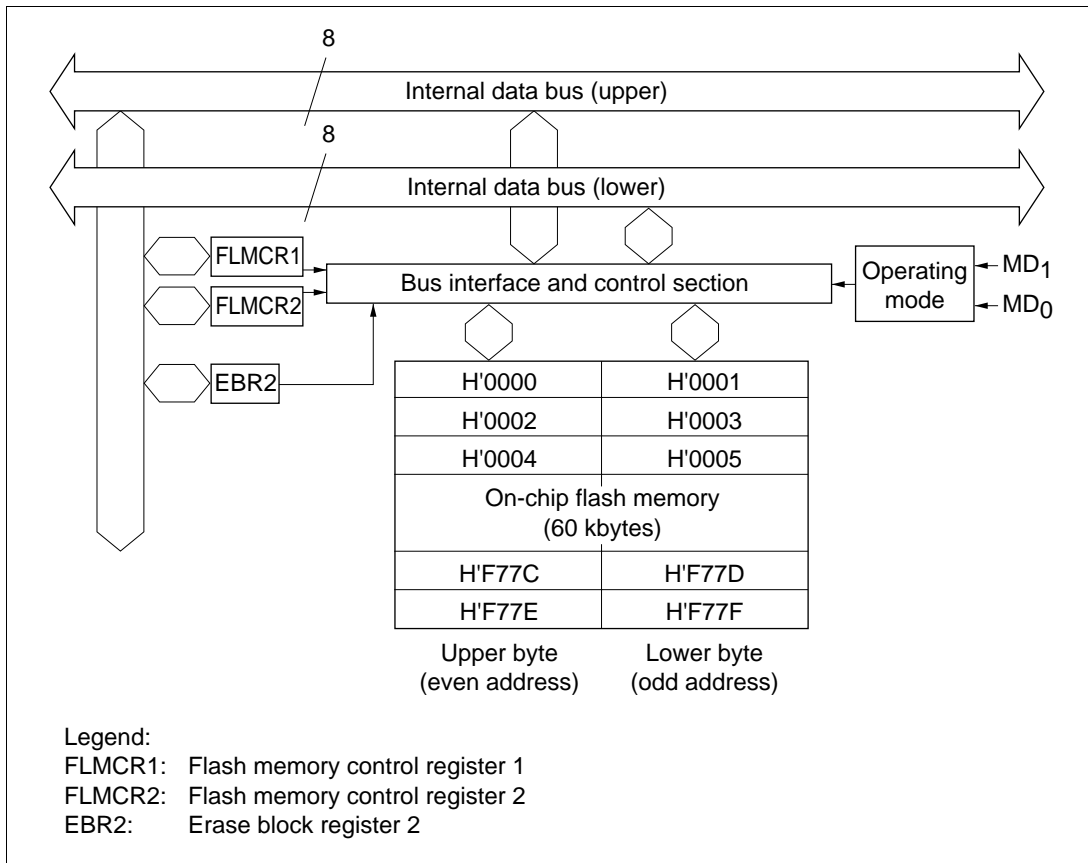 8
Internal data bus (upper)
8
Internal data bus (lower)
FLMCR1
Bus interface and control section
Operating
mode
MD1
FLMCR2
MD0
EBR2
H'0000 H'0001
H'0002 H'0003
H'0004 H'0005
On-chip flash memory
(60 kbytes)
H'F77C H'F77D
H'F77E H'F77F
Upper byte
(even address)
Lower byte
(odd address)
Legend:
FLMCR1: Flash memory control register 1
FLMCR2: Flash memory control register 2
EBR2: Erase block register 2